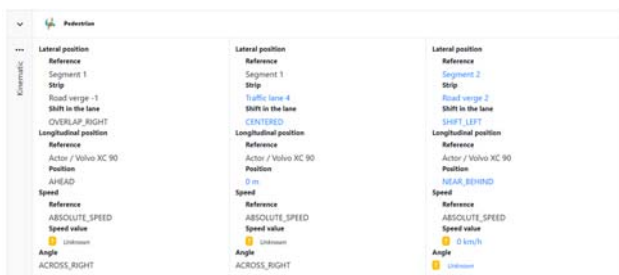 Pedestrian
Kinematic
Lateral position
Reference
Segment 1
Strip
Road verge -1
Shift in the lane
OVERLAP_RIGHT
Longitudinal position
Reference
Actor / Volvo XC 90
Position
AHEAD
Speed
Reference
ABSOLUTE_SPEED
Speed value
Unknown
Angle
ACROSS_RIGHT
Lateral position
Reference
Segment 1
Strip
Traffic lane 4
Shift in the lane
CENTERED
Longitudinal position
Reference
Actor / Volvo XC 90
Position
0 m
Speed
Reference
ABSOLUTE_SPEED
Speed value
Unknown
Angle
ACROSS_RIGHT
Lateral position
Reference
Segment 2
Strip
Road verge 2
Shift in the lane
SHIFT_LEFT
Longitudinal position
Reference
Actor / Volvo XC 90
Position
NEAR_BEHIND
Speed
Reference
ABSOLUTE_SPEED
Speed value
0 km/h
Angle
Unknown